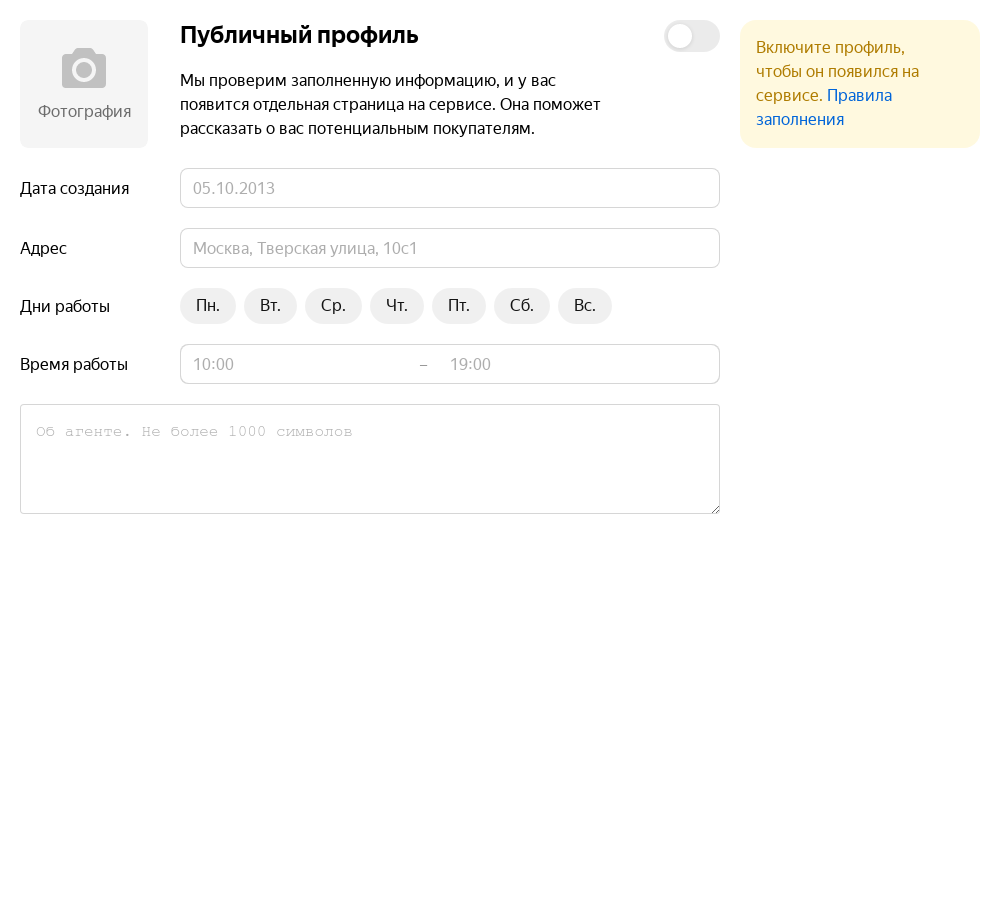 Фотография
Публичный профиль
Мы проверим заполненную информацию, и у вас
появится отдельная страница на сервисе. Она поможет
рассказать о вас потенциальным покупателям.
Включите профиль,
чтобы он появился на
сервисе. Правила
заполнения
Дата создания 05.10.2013
Адрес Москва, Тверская улица, 10с1
Дни работы Пн. Вт. Ср. Чт. Пт. Сб. Вс.
Время работы 10:00 – 19:00
Об агенте. Не более 1000 символов